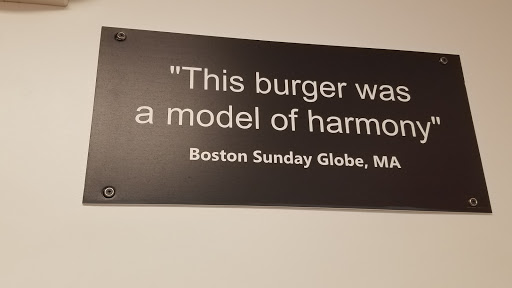 "This burger was
a model of harmony"
Boston Sunday Globe, MA